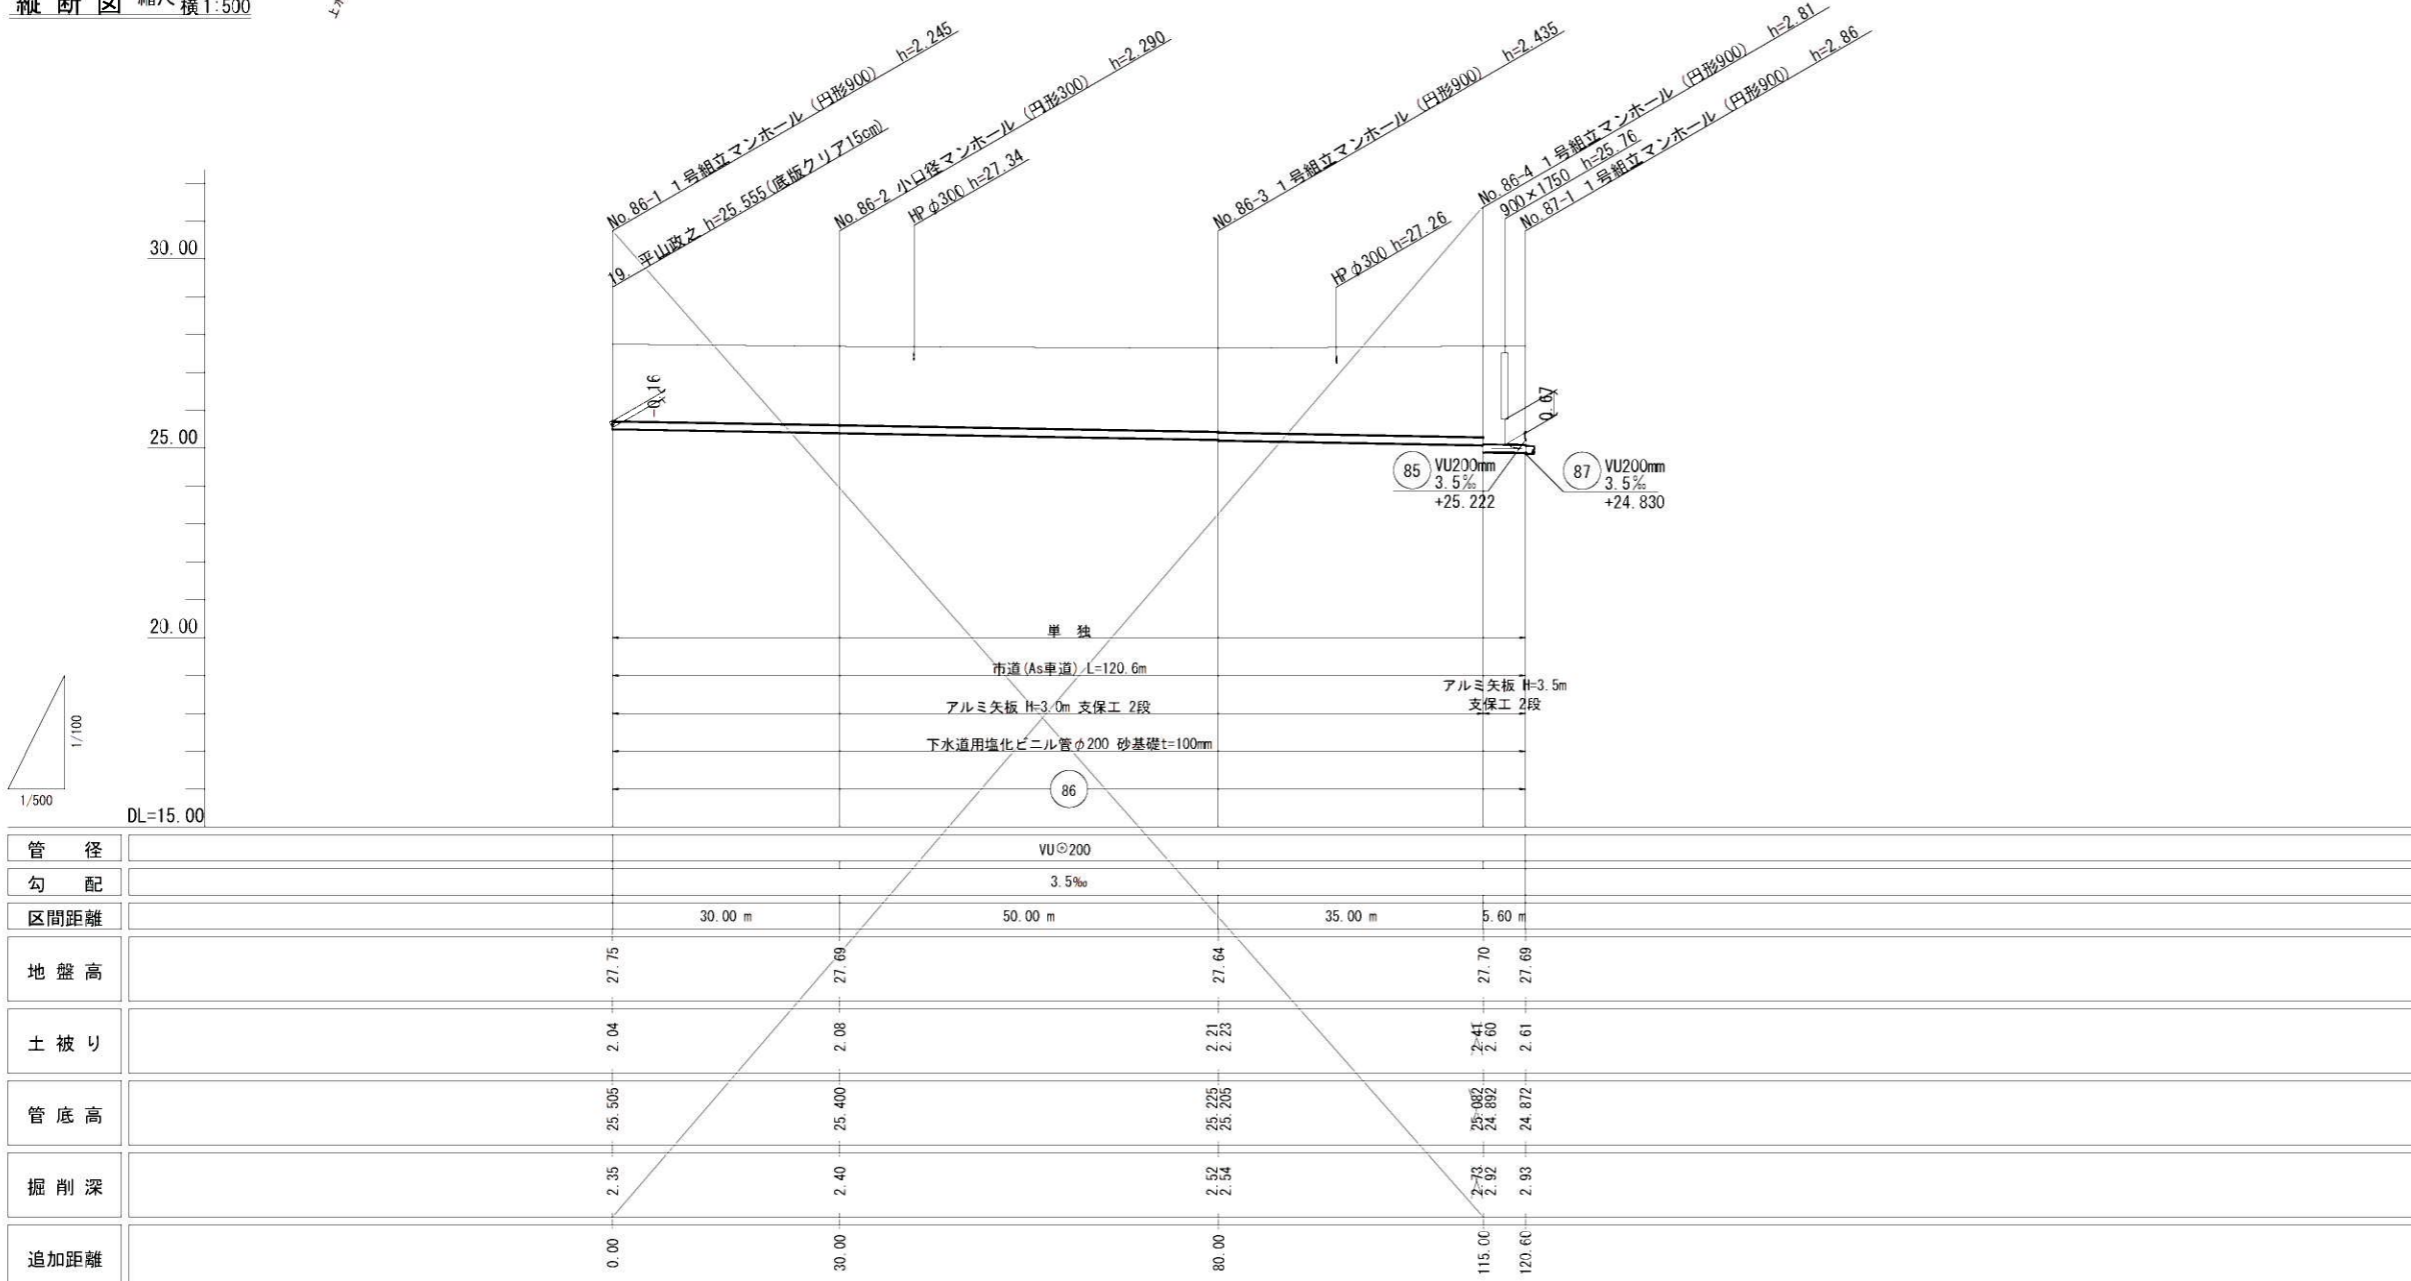 縦 断 図 縮尺 横1:500
No.86-1 1号組立マンホール (円形900) h=2.245
19. 平山政之 h=25.555(底版クリア15cm)
No.86-2 小口径マンホール (円形300) h=2.290
HPφ300 h=27.34
No.86-3 1号組立マンホール (円形900) h=2.435
HPφ300 h=27.26
No.86-4 1号組立マンホール (円形900) h=2.81
900×1750 h=25.76
No.87-1 1号組立マンホール (円形900) h=2.86
30.00
25.00
20.00
DL=15.00
1/100
1/500
-0.16
0.67
85 VU200mm
3.5‰
+25.222
87 VU200mm
3.5‰
+24.830
単 独
市道(As車道) L=120.6m
アルミ矢板 H=3.0m 支保工 2段
アルミ矢板 H=3.5m
支保工 2段
下水道用塩化ビニル管φ200 砂基礎t=100mm
86
管 径 VU◎200
勾 配 3.5‰
区間距離 30.00 m 50.00 m 35.00 m 5.60 m
地盤高 27.75 27.69 27.64 27.70 27.69
土被り 2.04 2.08 2.21 2.23 2.41 2.60 2.61
管底高 25.505 25.400 25.225 25.205 25.082 24.892 24.872
掘削深 2.35 2.40 2.52 2.54 2.73 2.92 2.93
追加距離 0.00 30.00 80.00 115.00 120.60